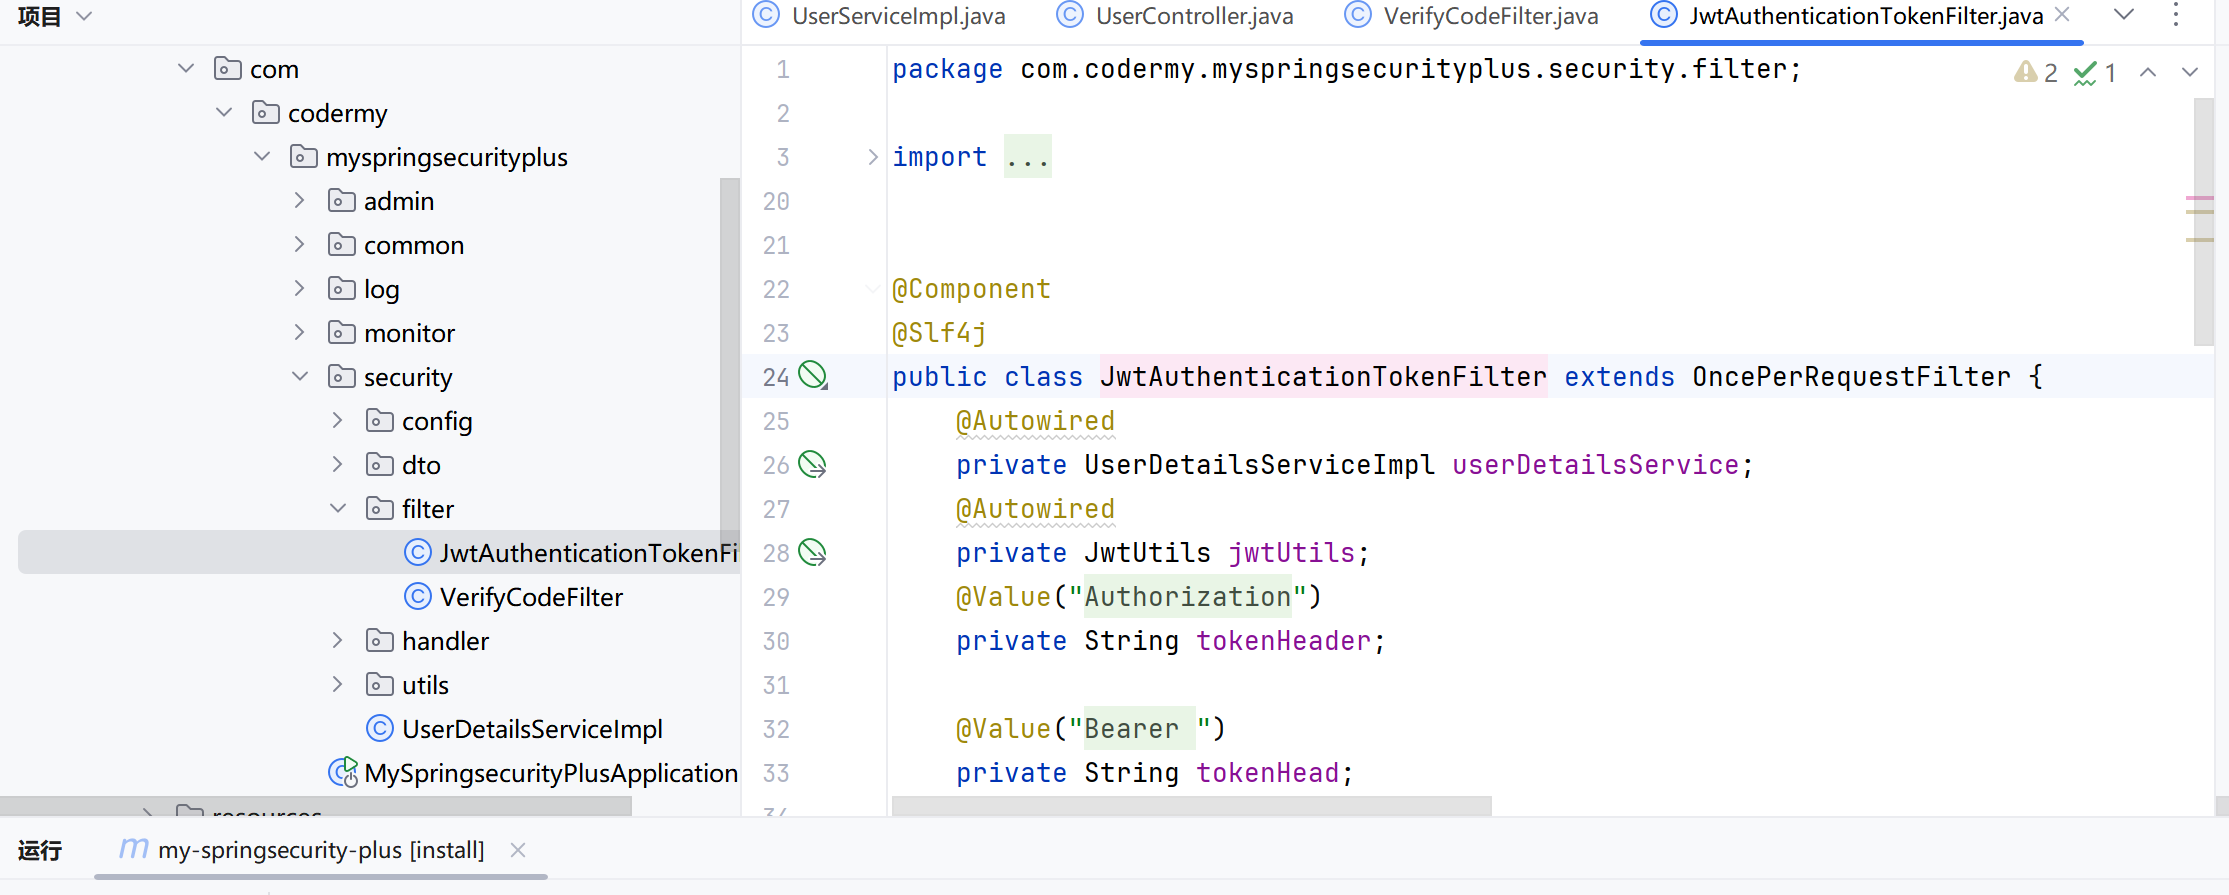 项目
com
codermy
myspringsecurityplus
admin
common
log
monitor
security
config
dto
filter
JwtAuthenticationTokenFi
VerifyCodeFilter
handler
utils
UserDetailsServiceImpl
MySpringsecurityPlusApplication
resources
UserServiceImpl.java UserController.java VerifyCodeFilter.java JwtAuthenticationTokenFilter.java
2 1
1 package com.codermy.myspringsecurityplus.security.filter;
2
3 import ...
20
21
22 @Component
23 @Slf4j
24 public class JwtAuthenticationTokenFilter extends OncePerRequestFilter {
25 @Autowired
26 private UserDetailsServiceImpl userDetailsService;
27 @Autowired
28 private JwtUtils jwtUtils;
29 @Value("Authorization")
30 private String tokenHeader;
31
32 @Value("Bearer ")
33 private String tokenHead;
34
运行 my-springsecurity-plus [install]